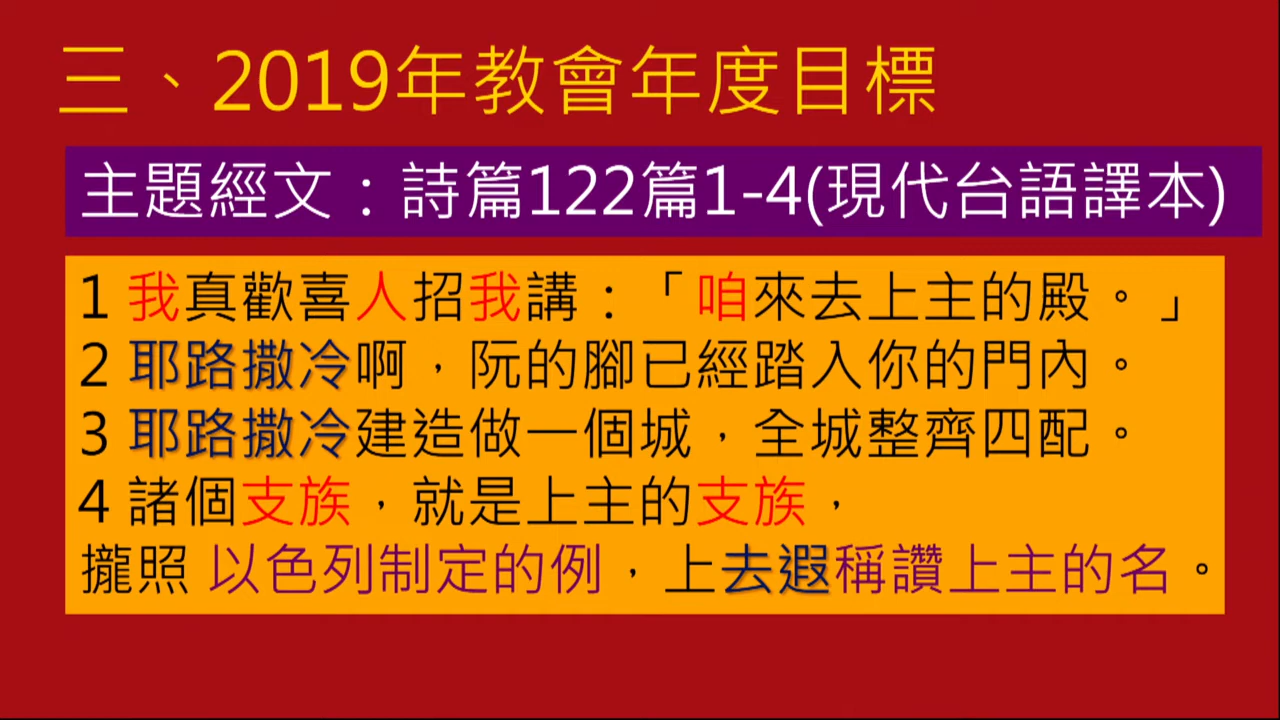 三、2019年教會年度目標
主題經文：詩篇122篇1-4(現代台語譯本)
1 我真歡喜人招我講：「咱來去上主的殿。」
2 耶路撒冷啊，阮的腳已經踏入你的門內。
3 耶路撒冷建造做一個城，全城整齊四配。
4 諸個支族，就是上主的支族，
攏照 以色列制定的例，上去遐稱讚上主的名。